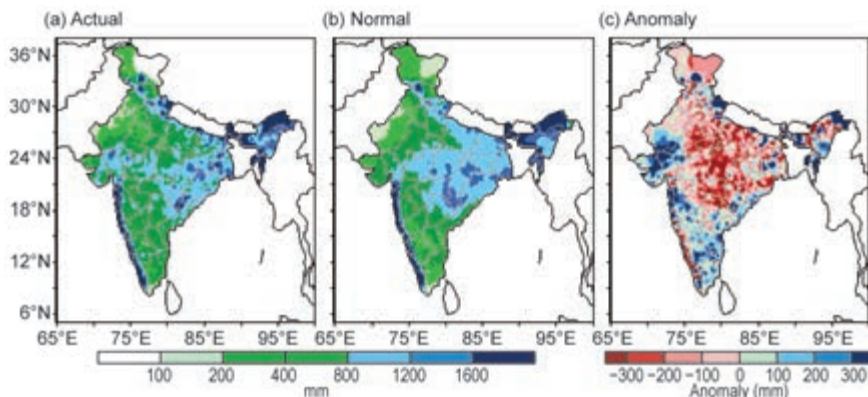 (a) Actual
(b) Normal
(c) Anomaly
36°N
30°N
24°N
18°N
12°N
6°N
65°E 75°E 85°E 95°E 65°E 75°E 85°E 95°E 65°E 75°E 85°E 95°E
100 200 400 800 1200 1600
mm
−300 −200 −100 0 100 200 300
Anomaly (mm)